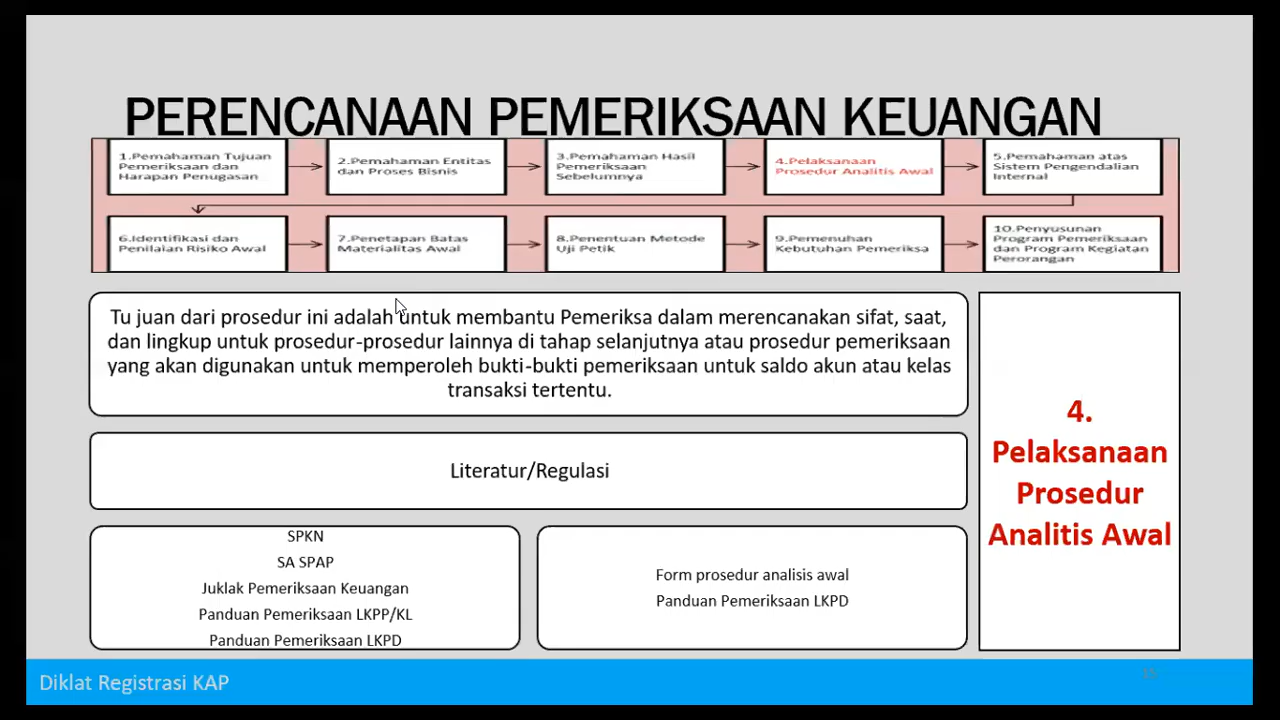 PERENCANAAN PEMERIKSAAN KEUANGAN
1.Pemahaman Tujuan
Pemeriksaan dan
Harapan Penugasan
2.Pemahaman Entitas
dan Proses Bisnis
3.Pemahaman Hasil
Pemeriksaan
Sebelumnya
4.Pelaksanaan
Prosedur Analitis Awal
5.Pemahaman atas
Sistem Pengendalian
Internal
6.Identifikasi dan
Penilaian Risiko Awal
7.Penetapan Batas
Materialitas Awal
8.Penentuan Metode
Uji Petik
9.Pemenuhan
Kebutuhan Pemeriksa
10.Penyusunan
Program Pemeriksaan
dan Program Kegiatan
Perorangan
Tu juan dari prosedur ini adalah untuk membantu Pemeriksa dalam merencanakan sifat, saat,
dan lingkup untuk prosedur-prosedur lainnya di tahap selanjutnya atau prosedur pemeriksaan
yang akan digunakan untuk memperoleh bukti-bukti pemeriksaan untuk saldo akun atau kelas
transaksi tertentu.
Literatur/Regulasi
SPKN
SA SPAP
Juklak Pemeriksaan Keuangan
Panduan Pemeriksaan LKPP/KL
Panduan Pemeriksaan LKPD
Form prosedur analisis awal
Panduan Pemeriksaan LKPD
4.
Pelaksanaan
Prosedur
Analitis Awal
Diklat Registrasi KAP